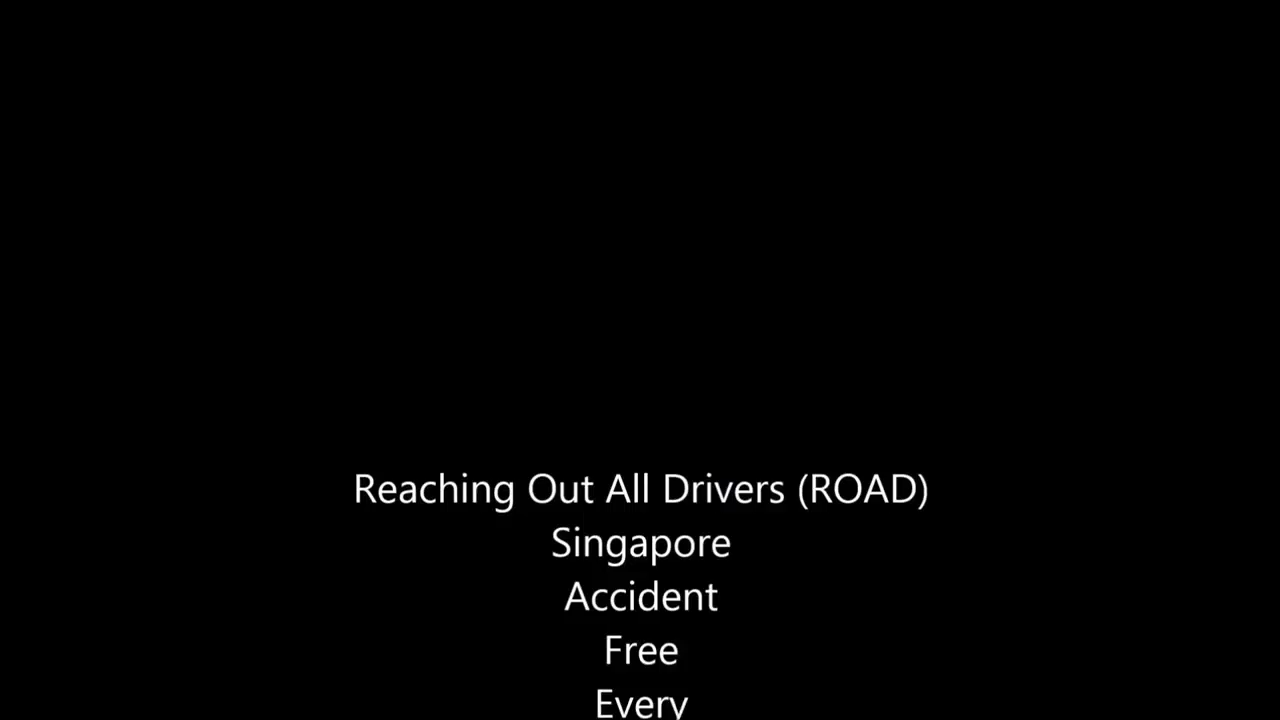 Reaching Out All Drivers (ROAD)
Singapore
Accident
Free
Every